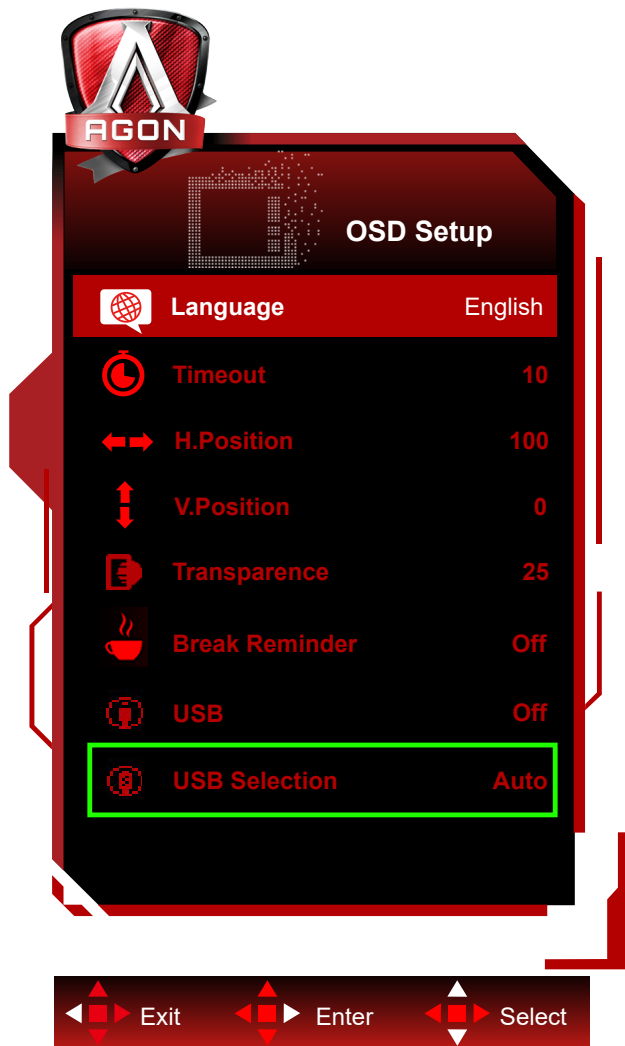 AGON
OSD Setup
Language English
Timeout 10
H.Position 100
V.Position 0
Transparence 25
Break Reminder Off
USB Off
USB Selection Auto
Exit Enter Select